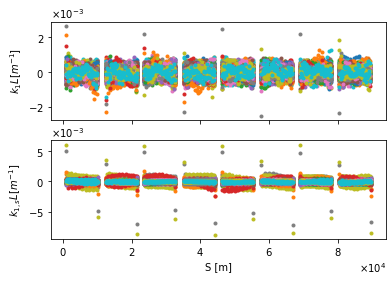 ×10⁻³
2
0
−2
k₁L[m⁻¹]
×10⁻³
5
0
−5
k₁,ₛL[m⁻¹]
0 2 4 6 8
S [m]
×10⁴